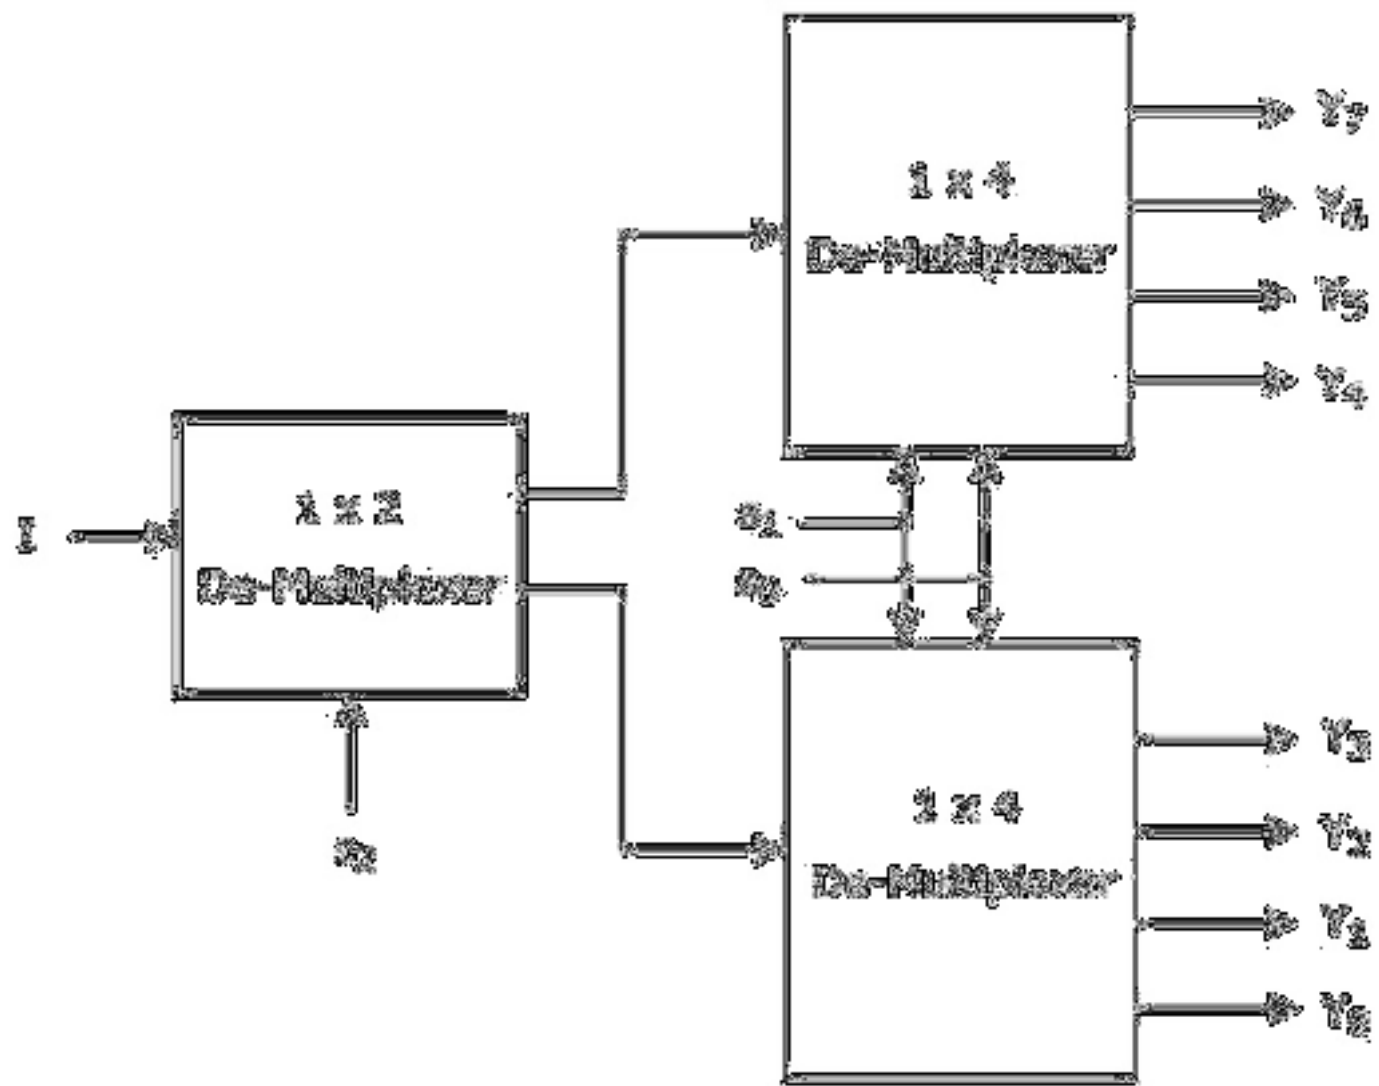 Y7
1 x 4
Y6
De-Multiplexer
Y5
Y4
1 x 2
S1
I
De-Multiplexer
S0
Y3
1 x 4
Y2
S2
De-Multiplexer
Y1
Y0